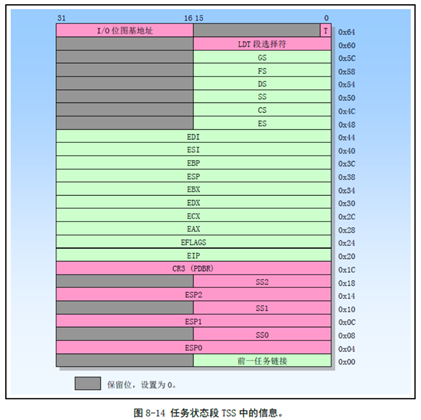 31 16 15 0
I/O 位图基地址 T 0x64
LDT 段选择符 0x60
GS 0x5C
FS 0x58
DS 0x54
SS 0x50
CS 0x4C
ES 0x48
EDI 0x44
ESI 0x40
EBP 0x3C
ESP 0x38
EBX 0x34
EDX 0x30
ECX 0x2C
EAX 0x28
EFLAGS 0x24
EIP 0x20
CR3 (PDBR) 0x1C
SS2 0x18
ESP2 0x14
SS1 0x10
ESP1 0x0C
SS0 0x08
ESP0 0x04
前一任务链接 0x00
保留位，设置为 0。
图 8-14 任务状态段 TSS 中的信息。